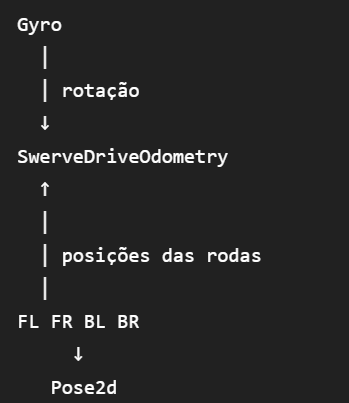 Gyro
│
│ rotação
↓
SwerveDriveOdometry
↑
│
│ posições das rodas
│
FL FR BL BR
↓
Pose2d